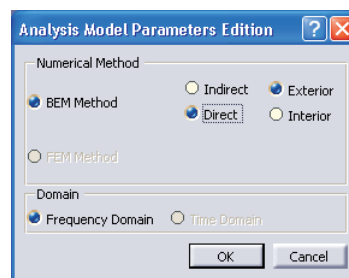 Analysis Model Parameters Edition
Numerical Method
BEM Method
Indirect
Exterior
Direct
Interior
FEM Method
Domain
Frequency Domain
Time Domain
OK
Cancel